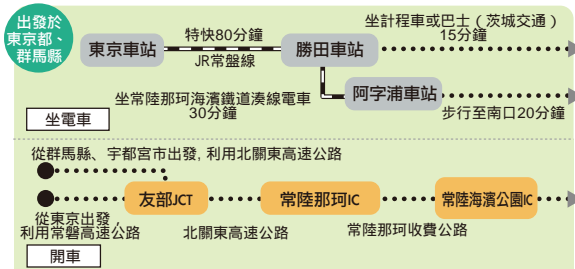 出發於
東京都、
群馬縣
東京車站
特快80分鐘
JR常盤線
勝田車站
坐計程車或巴士（茨城交通）
15分鐘
坐常陸那珂海濱鐵道湊線電車
30分鐘
阿字浦車站
步行至南口20分鐘
坐電車
從群馬縣、宇都宮市出發, 利用北關東高速公路
友部JCT
常陸那珂IC
常陸海濱公園IC
從東京出發,
利用常磐高速公路
北關東高速公路
常陸那珂收費公路
開車